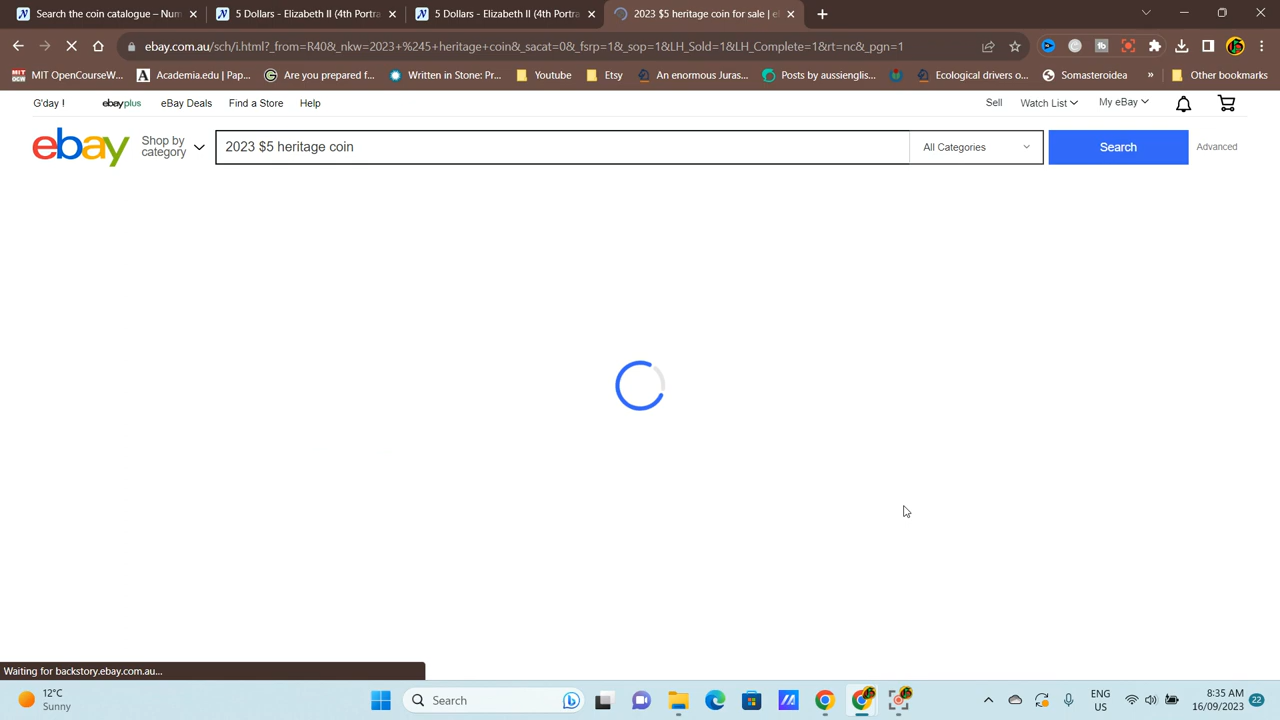 Search the coin catalogue – Num
5 Dollars - Elizabeth II (4th Portra
5 Dollars - Elizabeth II (4th Portra
2023 $5 heritage coin for sale | e
ebay.com.au/sch/i.html?_from=R40&_nkw=2023+%245+heritage+coin&_sacat=0&_fsrp=1&_sop=1&LH_Sold=1&LH_Complete=1&rt=nc&_pgn=1
MIT OpenCourseW...
Academia.edu | Pap...
Are you prepared f...
Written in Stone: Pr...
Youtube
Etsy
An enormous Juras...
Posts by aussienglis...
Ecological drivers o...
Somasteroidea
»
Other bookmarks
G'day !
ebayplus
eBay Deals
Find a Store
Help
Sell
Watch List
My eBay
ebay
Shop by
category
2023 $5 heritage coin
All Categories
Search
Advanced
Waiting for backstory.ebay.com.au...
12°C
Sunny
Search
ENG
US
8:35 AM
16/09/2023
22